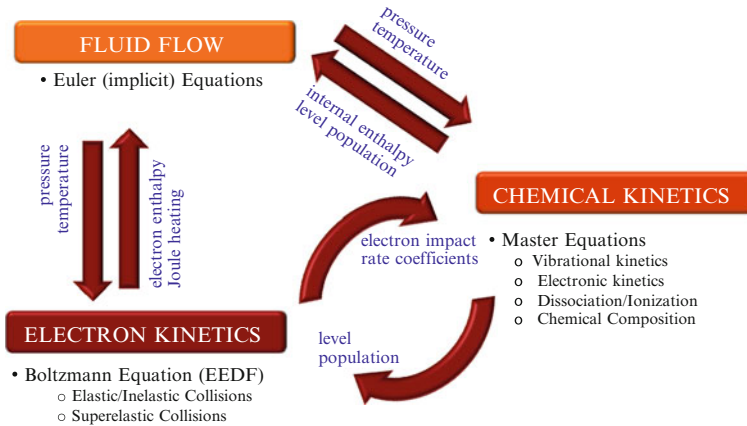 FLUID FLOW
• Euler (implicit) Equations
pressure
temperature
internal enthalpy
level population
pressure
temperature
electron enthalpy
Joule heating
CHEMICAL KINETICS
• Master Equations
o Vibrational kinetics
o Electronic kinetics
o Dissociation/Ionization
o Chemical Composition
electron impact
rate coefficients
level
population
ELECTRON KINETICS
• Boltzmann Equation (EEDF)
○ Elastic/Inelastic Collisions
○ Superelastic Collisions